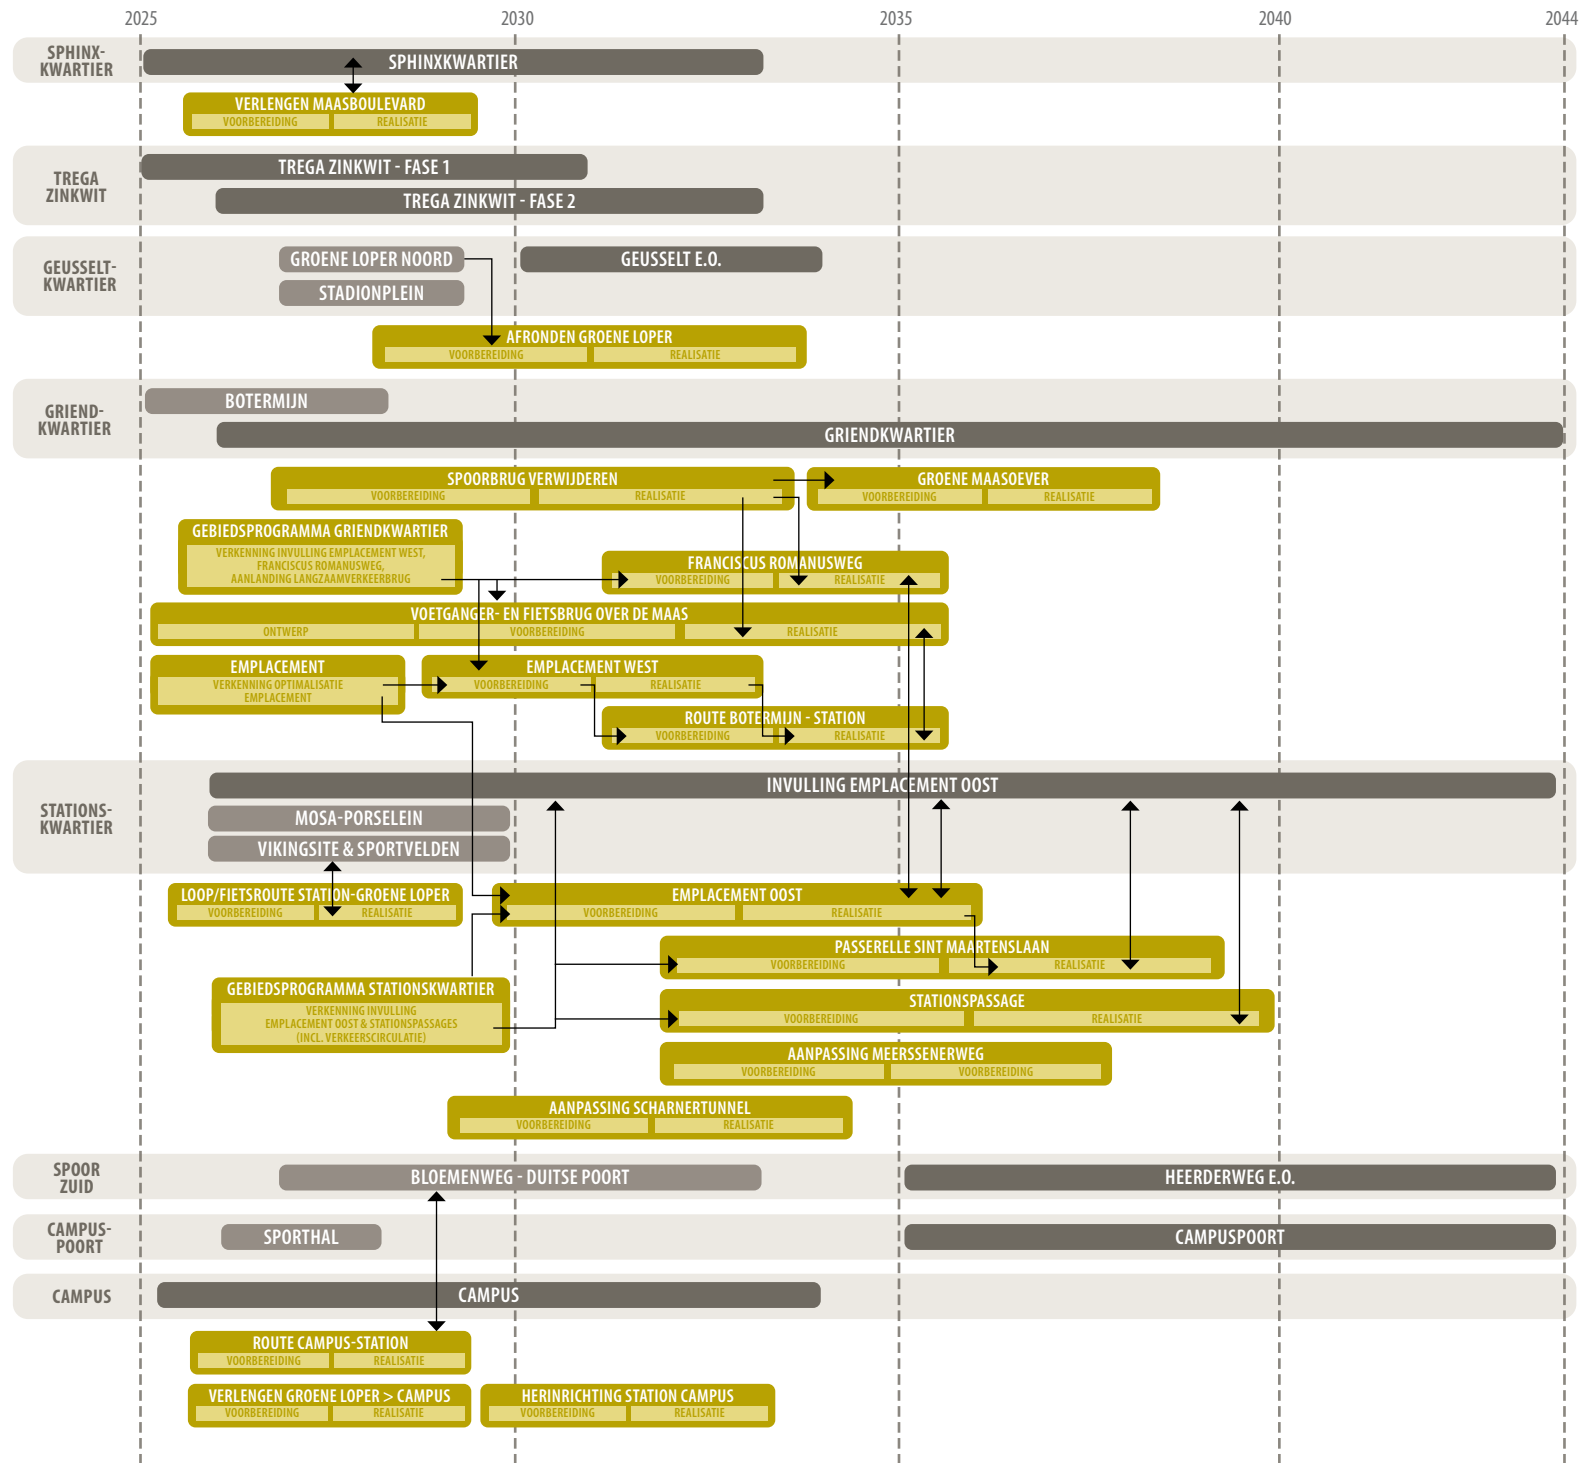 2025
2030
2035
2040
2044
SPHINX-
KWARTIER
SPHINXKWARTIER
VERLENGEN MAASBOULEVARD
VOORBEREIDING
REALISATIE
TREGA
ZINKWIT
TREGA ZINKWIT - FASE 1
TREGA ZINKWIT - FASE 2
GEUSSELT-
KWARTIER
GROENE LOPER NOORD
GEUSSELT E.O.
STADIONPLEIN
AFRONDEN GROENE LOPER
VOORBEREIDING
REALISATIE
GRIEND-
KWARTIER
BOTERMIJN
GRIENDKWARTIER
SPOORBRUG VERWIJDEREN
VOORBEREIDING
REALISATIE
GROENE MAASOEVER
VOORBEREIDING
REALISATIE
GEBIEDSPROGRAMMA GRIENDKWARTIER
VERKENNING INVULLING EMPLACEMENT WEST,
FRANCISCUS ROMANUSWEG,
AANLANDING LANGZAAMVERKEERBRUG
FRANCISCUS ROMANUSWEG
VOORBEREIDING
REALISATIE
VOETGANGER- EN FIETSBRUG OVER DE MAAS
ONTWERP
VOORBEREIDING
REALISATIE
EMPLACEMENT
VERKENNING OPTIMALISATIE
EMPLACEMENT
EMPLACEMENT WEST
VOORBEREIDING
REALISATIE
ROUTE BOTERMIJN - STATION
VOORBEREIDING
REALISATIE
STATIONS-
KWARTIER
INVULLING EMPLACEMENT OOST
MOSA-PORSELEIN
VIKINGSITE & SPORTVELDEN
LOOP/FIETSROUTE STATION-GROENE LOPER
VOORBEREIDING
REALISATIE
EMPLACEMENT OOST
VOORBEREIDING
REALISATIE
PASSERELLE SINT MAARTENSLAAN
VOORBEREIDING
REALISATIE
GEBIEDSPROGRAMMA STATIONSKWARTIER
VERKENNING INVULLING
EMPLACEMENT OOST & STATIONSPASSAGES
(INCL. VERKEERSCIRCULATIE)
STATIONSPASSAGE
VOORBEREIDING
REALISATIE
AANPASSING MEERSSENERWEG
VOORBEREIDING
VOORBEREIDING
AANPASSING SCHARNERTUNNEL
VOORBEREIDING
REALISATIE
SPOOR
ZUID
BLOEMENWEG - DUITSE POORT
HEERDERWEG E.O.
CAMPUS-
POORT
SPORTHAL
CAMPUSPOORT
CAMPUS
CAMPUS
ROUTE CAMPUS-STATION
VOORBEREIDING
REALISATIE
VERLENGEN GROENE LOPER > CAMPUS
VOORBEREIDING
REALISATIE
HERINRICHTING STATION CAMPUS
VOORBEREIDING
REALISATIE